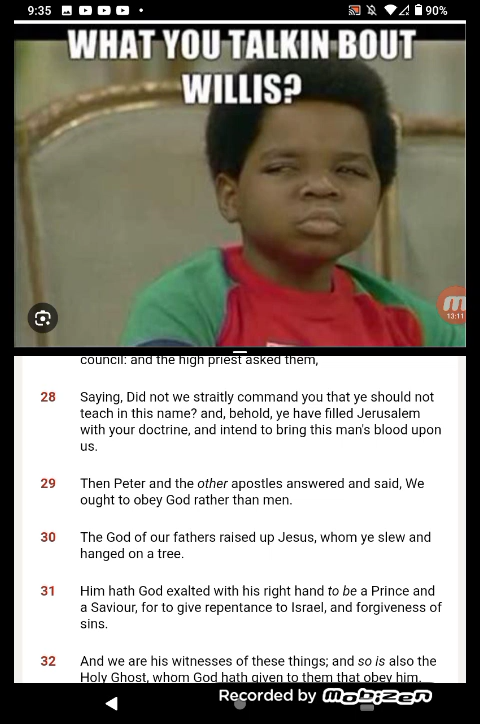 9:35
90%
WHAT YOU TALKIN BOUT
WILLIS?
13:11
council: and the high priest asked them,
28 Saying, Did not we straitly command you that ye should not
teach in this name? and, behold, ye have filled Jerusalem
with your doctrine, and intend to bring this man's blood upon
us.
29 Then Peter and the other apostles answered and said, We
ought to obey God rather than men.
30 The God of our fathers raised up Jesus, whom ye slew and
hanged on a tree.
31 Him hath God exalted with his right hand to be a Prince and
a Saviour, for to give repentance to Israel, and forgiveness of
sins.
32 And we are his witnesses of these things; and so is also the
Holy Ghost, whom God hath given to them that obey him.
Recorded by Mobizen